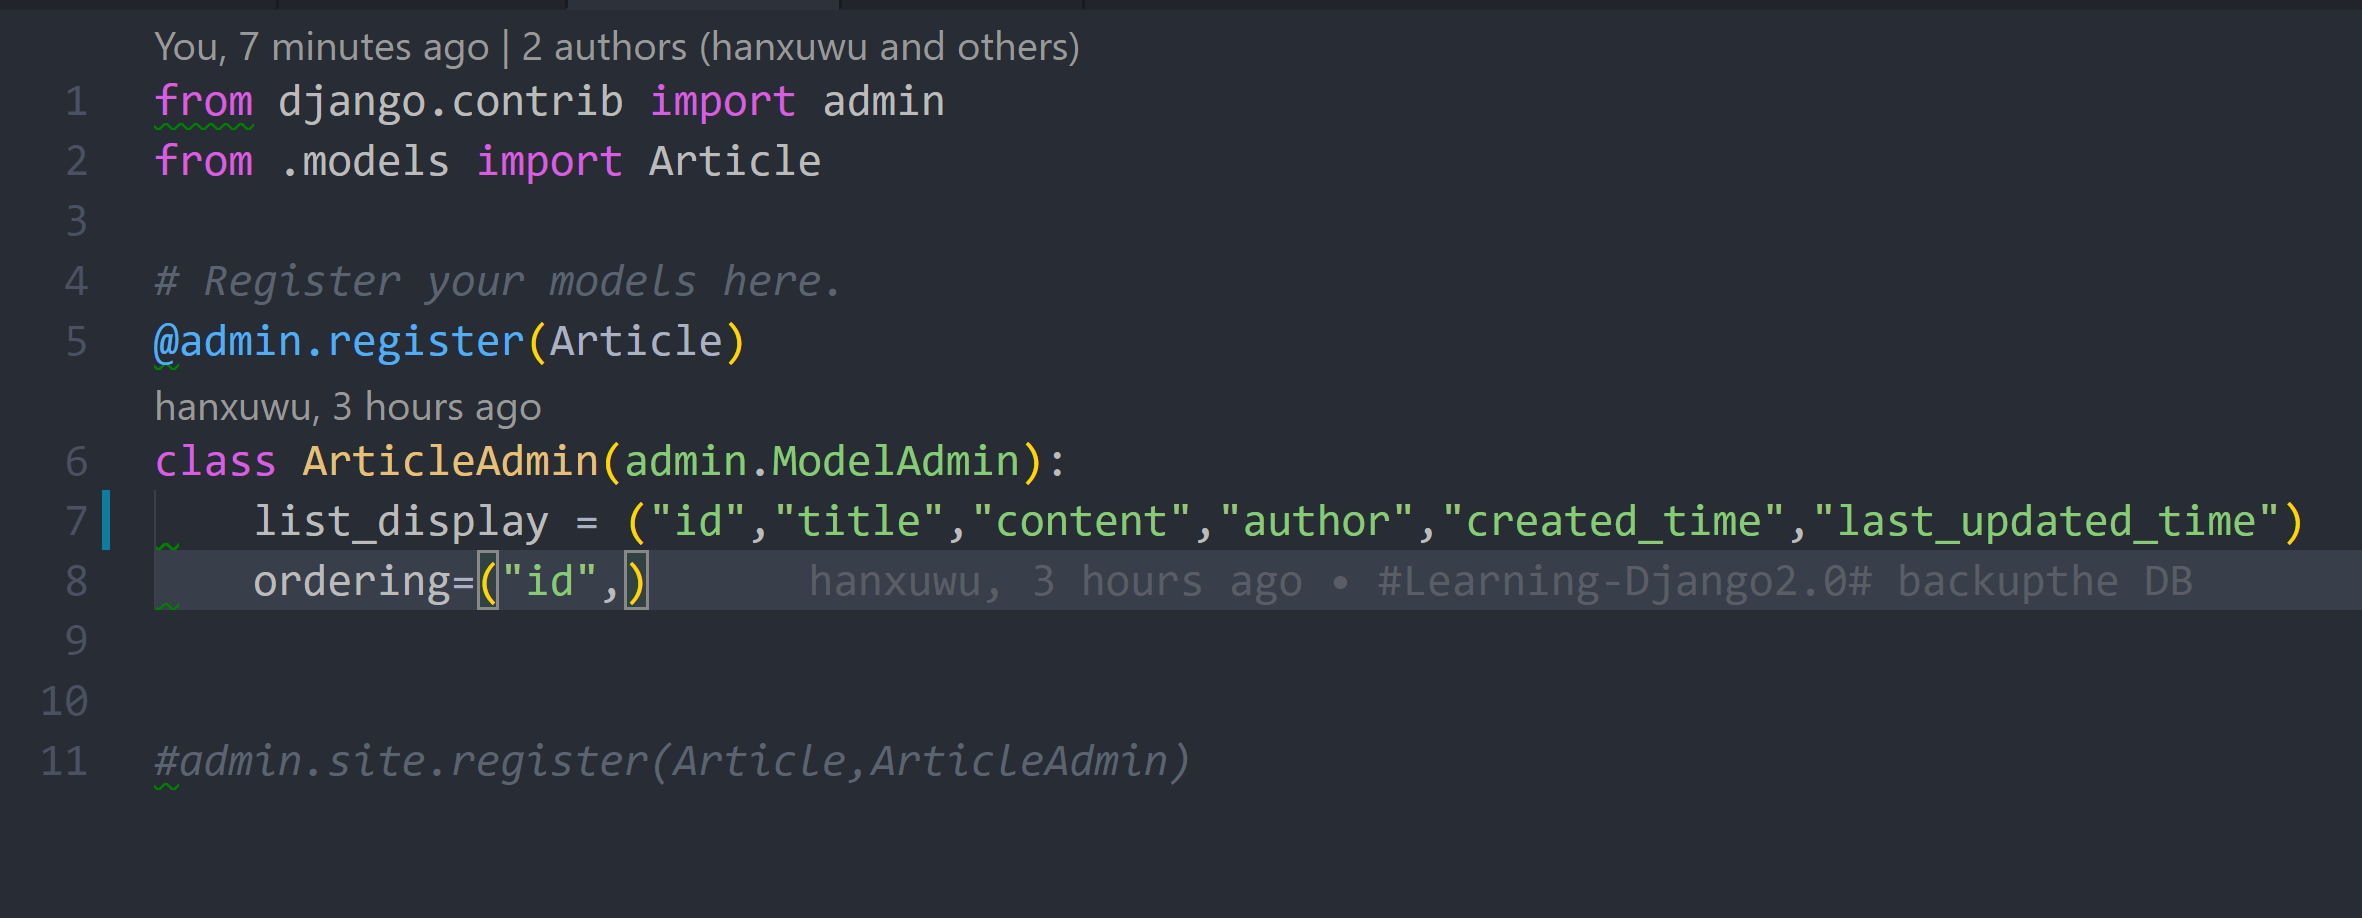 You, 7 minutes ago | 2 authors (hanxuwu and others)
1 from django.contrib import admin
2 from .models import Article
3
4 # Register your models here.
5 @admin.register(Article)
hanxuwu, 3 hours ago
6 class ArticleAdmin(admin.ModelAdmin):
7     list_display = ("id","title","content","author","created_time","last_updated_time")
8     ordering=("id",) hanxuwu, 3 hours ago • #Learning-Django2.0# backupthe DB
9
10
11 #admin.site.register(Article,ArticleAdmin)